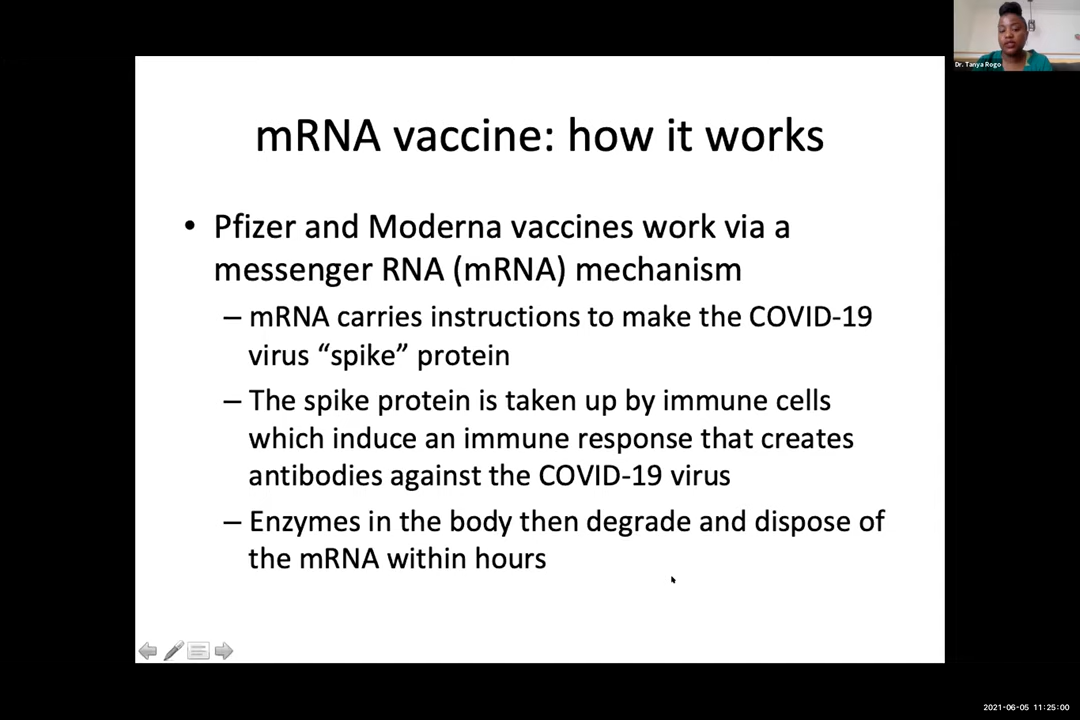 Dr. Tanya Rogo
mRNA vaccine: how it works
• Pfizer and Moderna vaccines work via a
messenger RNA (mRNA) mechanism
– mRNA carries instructions to make the COVID-19
virus “spike” protein
– The spike protein is taken up by immune cells
which induce an immune response that creates
antibodies against the COVID-19 virus
– Enzymes in the body then degrade and dispose of
the mRNA within hours
2021-06-05 11:25:00